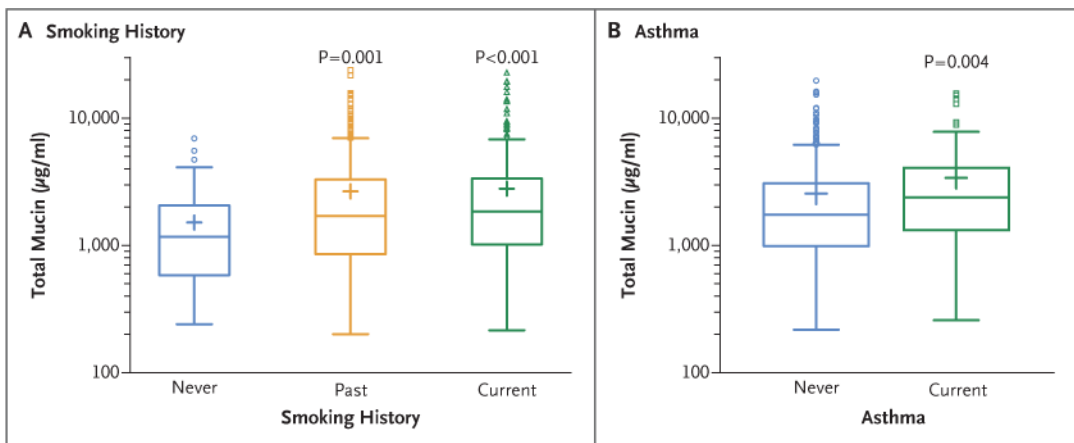 A Smoking History
P=0.001
P<0.001
10,000
1,000
100
Total Mucin (µg/ml)
Never
Past
Current
Smoking History
B Asthma
P=0.004
10,000
1,000
100
Total Mucin (µg/ml)
Never
Current
Asthma